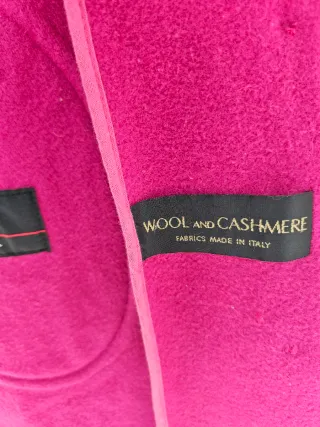 WOOL AND CASHMERE
FABRICS MADE IN ITALY